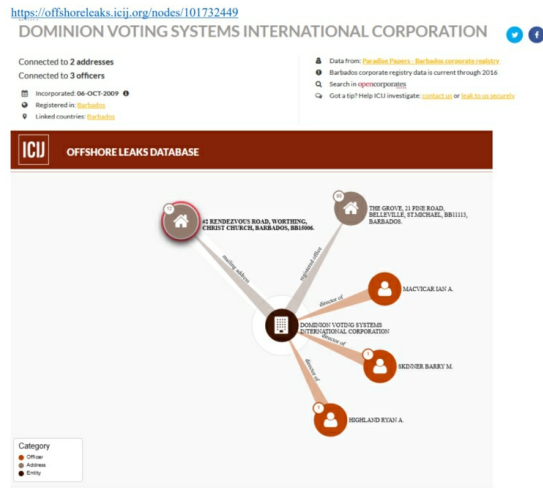 https://offshoreleaks.icij.org/nodes/101732449
DOMINION VOTING SYSTEMS INTERNATIONAL CORPORATION
Connected to 2 addresses
Connected to 3 officers
Incorporated: 06-OCT-2009
Registered in: Barbados
Linked countries: Barbados
Data from: Paradise Papers - Barbados corporate registry
Barbados corporate registry data is current through 2016
Search in opencorporates
Got a tip? Help ICIJ investigate: contact us or leak to us securely
ICIJ
OFFSHORE LEAKS DATABASE
#2 RENDEZVOUS ROAD, WORTHING,
CHRIST CHURCH, BARBADOS, BB15006.
THE GROVE, 21 PINE ROAD,
BELLEVILLE, ST.MICHAEL, BB11113,
BARBADOS.
mailing address
registered office
director of
MACVICAR IAN A.
DOMINION VOTING SYSTEMS
INTERNATIONAL CORPORATION
director of
1
SKINNER BARRY M.
director of
1
HIGHLAND RYAN A.
Category
Officer
Address
Entity